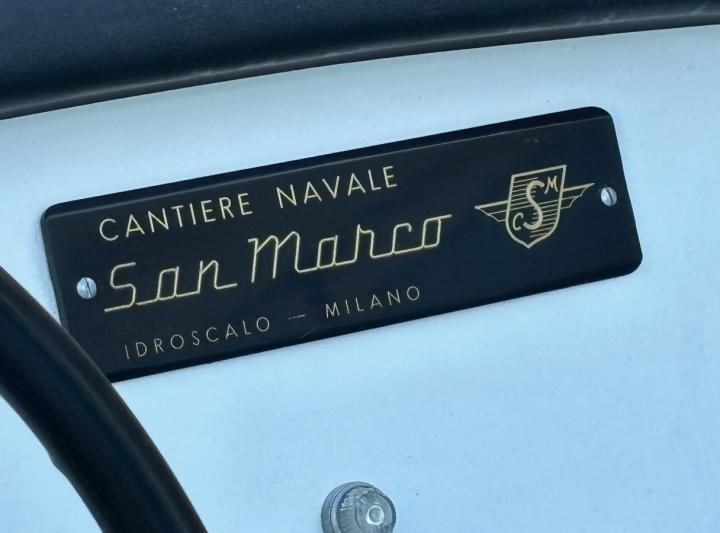 CANTIERE NAVALE
San Marco
IDROSCALO — MILANO
CSM